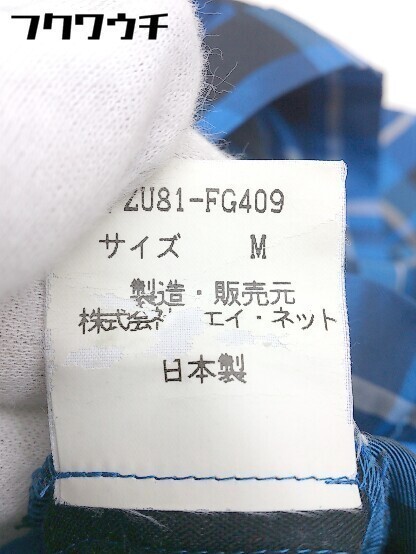 フクワウチ
ZU81-FG409
サイズ M
製造・販売元
株式会社 エイ・ネット
日本製